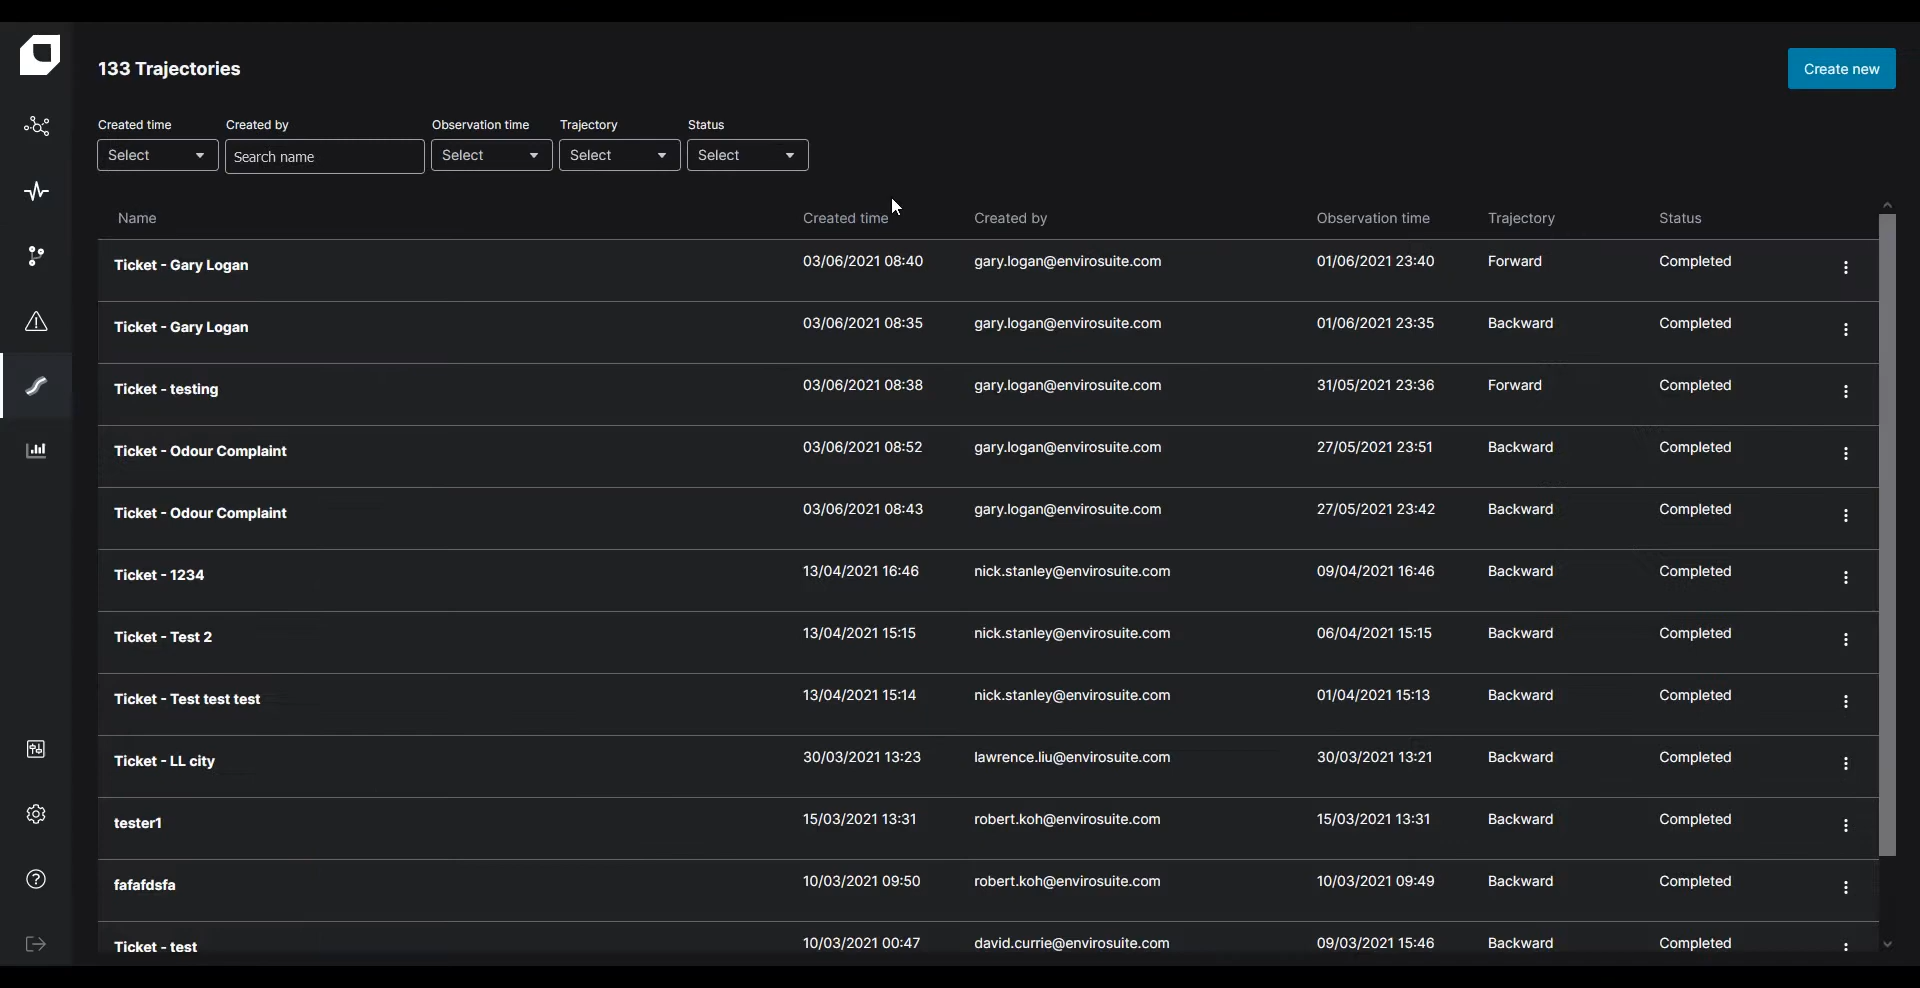 133 Trajectories
Create new
Created time Created by Observation time Trajectory Status
Select Search name Select Select Select
Name Created time Created by Observation time Trajectory Status
Ticket - Gary Logan 03/06/2021 08:40 gary.logan@envirosuite.com 01/06/2021 23:40 Forward Completed
Ticket - Gary Logan 03/06/2021 08:35 gary.logan@envirosuite.com 01/06/2021 23:35 Backward Completed
Ticket - testing 03/06/2021 08:38 gary.logan@envirosuite.com 31/05/2021 23:36 Forward Completed
Ticket - Odour Complaint 03/06/2021 08:52 gary.logan@envirosuite.com 27/05/2021 23:51 Backward Completed
Ticket - Odour Complaint 03/06/2021 08:43 gary.logan@envirosuite.com 27/05/2021 23:42 Backward Completed
Ticket - 1234 13/04/2021 16:46 nick.stanley@envirosuite.com 09/04/2021 16:46 Backward Completed
Ticket - Test 2 13/04/2021 15:15 nick.stanley@envirosuite.com 06/04/2021 15:15 Backward Completed
Ticket - Test test test 13/04/2021 15:14 nick.stanley@envirosuite.com 01/04/2021 15:13 Backward Completed
Ticket - LL city 30/03/2021 13:23 lawrence.liu@envirosuite.com 30/03/2021 13:21 Backward Completed
tester1 15/03/2021 13:31 robert.koh@envirosuite.com 15/03/2021 13:31 Backward Completed
fafafdsfa 10/03/2021 09:50 robert.koh@envirosuite.com 10/03/2021 09:49 Backward Completed
Ticket - test 10/03/2021 00:47 david.currie@envirosuite.com 09/03/2021 15:46 Backward Completed